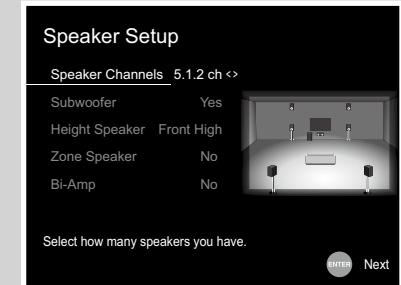 Speaker Setup
Speaker Channels 5.1.2 ch <>
Subwoofer Yes
Height Speaker Front High
Zone Speaker No
Bi-Amp No
Select how many speakers you have.
ENTER Next